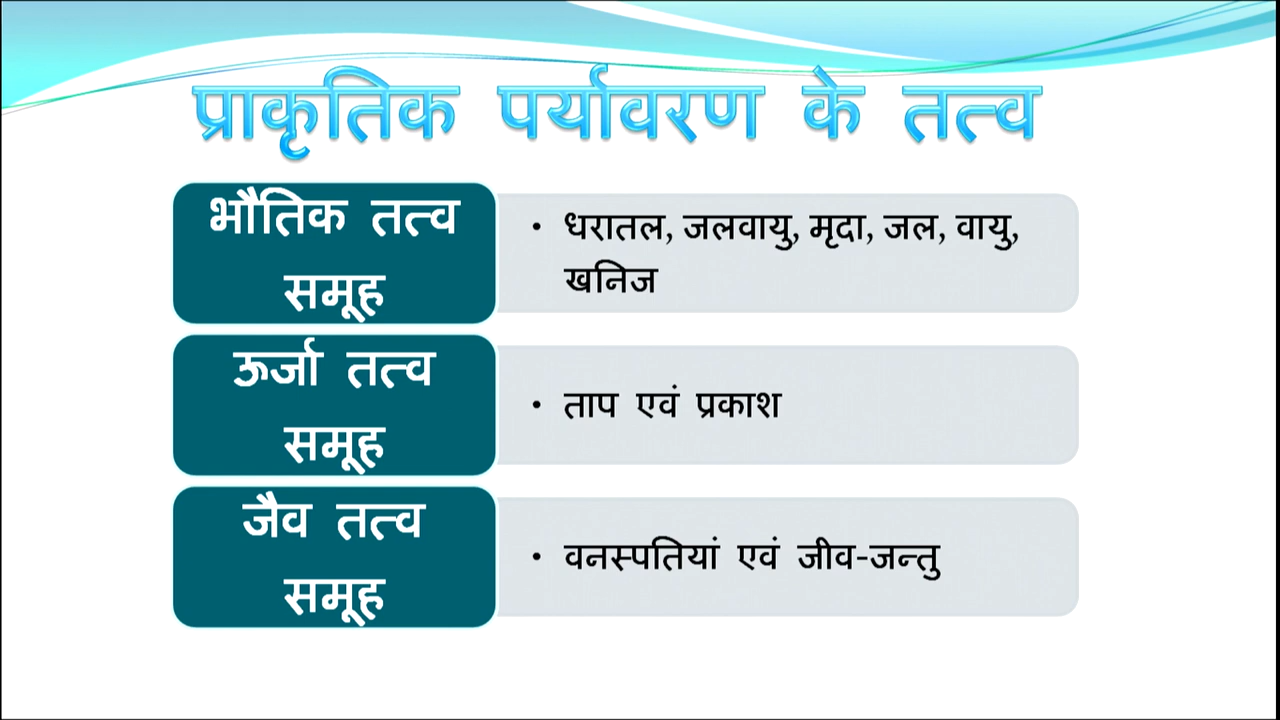 प्राकृतिक पर्यावरण के तत्व
भौतिक तत्व
समूह
• धरातल, जलवायु, मृदा, जल, वायु,
खनिज
ऊर्जा तत्व
समूह
• ताप एवं प्रकाश
जैव तत्व
समूह
• वनस्पतियां एवं जीव-जन्तु